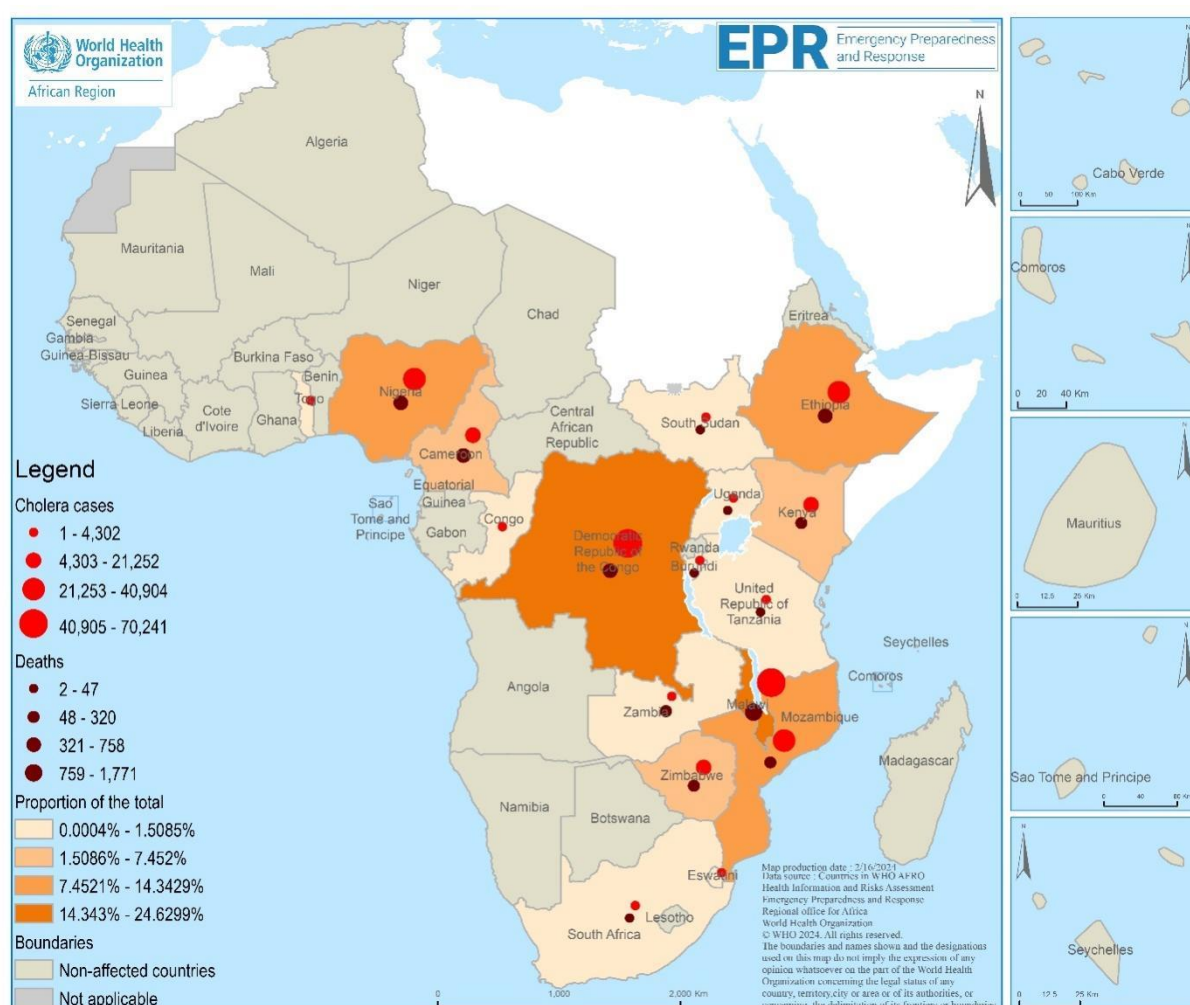 World Health
Organization
African Region
EPR
Emergency Preparedness
and Response
N
Algeria
Mauritania
Mali
Niger
Chad
Eritrea
Senegal
Gambia
Guinea-Bissau
Guinea
Sierra Leone
Liberia
Cote
d'Ivoire
Burkina Faso
Ghana
Togo
Benin
Nigeria
Cameroon
Central
African
Republic
South Sudan
Ethiopia
Equatorial
Guinea
Sao
Tome and
Principe
Gabon
Congo
Democratic
Republic of
the Congo
Uganda
Kenya
Rwanda
Burundi
United
Republic of
Tanzania
Seychelles
Comoros
Angola
Zambia
Malawi
Mozambique
Madagascar
Zimbabwe
Namibia
Botswana
Eswatini
Lesotho
South Africa
Legend
Cholera cases
1 - 4,302
4,303 - 21,252
21,253 - 40,904
40,905 - 70,241
Deaths
2 - 47
48 - 320
321 - 758
759 - 1,771
Proportion of the total
0.0004% - 1.5085%
1.5086% - 7.452%
7.4521% - 14.3429%
14.343% - 24.6299%
Boundaries
Non-affected countries
Not applicable
0 1,000 2,000 Km
Map production date : 2/16/2024
Data source : Countries in WHO AFRO
Health Information and Risks Assessment
Emergency Preparedness and Response
Regional office for Africa
World Health Organization
© WHO 2024. All rights reserved.
The boundaries and names shown and the designations
used on this map do not imply the expression of any
opinion whatsoever on the part of the World Health
Organization concerning the legal status of any
country, territory,city or area or of its authorities, or
N
Cabo Verde
0 50 100 Km
N
Comoros
0 20 40 Km
N
Mauritius
0 12.5 25 Km
N
Sao Tome and Principe
0 40 80 Km
N
Seychelles
0 12.5 25 Km